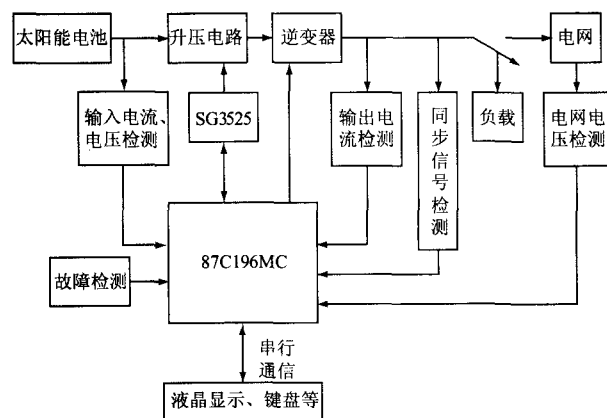 太阳能电池
升压电路
逆变器
电网
输入电流、
电压检测
SG3525
输出电
流检测
同
步
信
号
检
测
负载
电网电
压检测
87C196MC
故障检测
串行
通信
液晶显示、键盘等